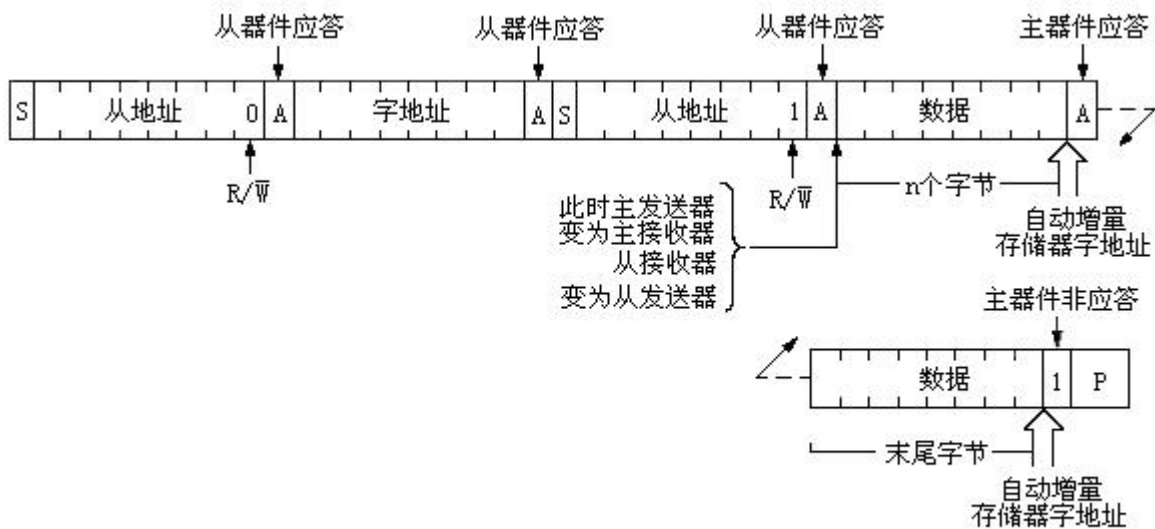 从器件应答 从器件应答 从器件应答 主器件应答
S 从地址 0 A 字地址 A S 从地址 1 A 数据 A
R/W̅ R/W̅ n个字节
此时主发送器
变为主接收器
从接收器
变为从发送器
自动增量
存储器字地址
主器件非应答
数据 1 P
末尾字节
自动增量
存储器字地址